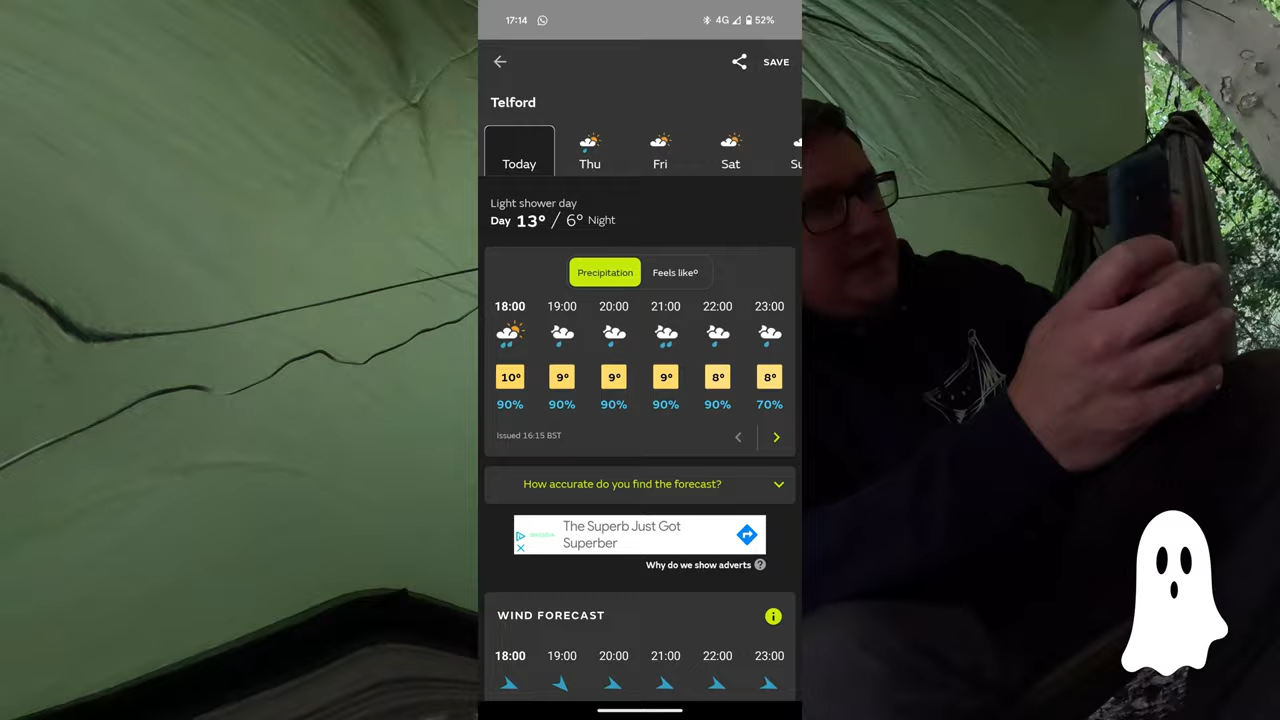 17:14 4G 52%
SAVE
Telford
Today Thu Fri Sat Su
Light shower day
Day 13° / 6° Night
Precipitation Feels like°
18:00 19:00 20:00 21:00 22:00 23:00
10° 9° 9° 9° 8° 8°
90% 90% 90% 90% 90% 70%
Issued 16:15 BST
How accurate do you find the forecast?
The Superb Just Got
Superber
Why do we show adverts ?
WIND FORECAST i
18:00 19:00 20:00 21:00 22:00 23:00